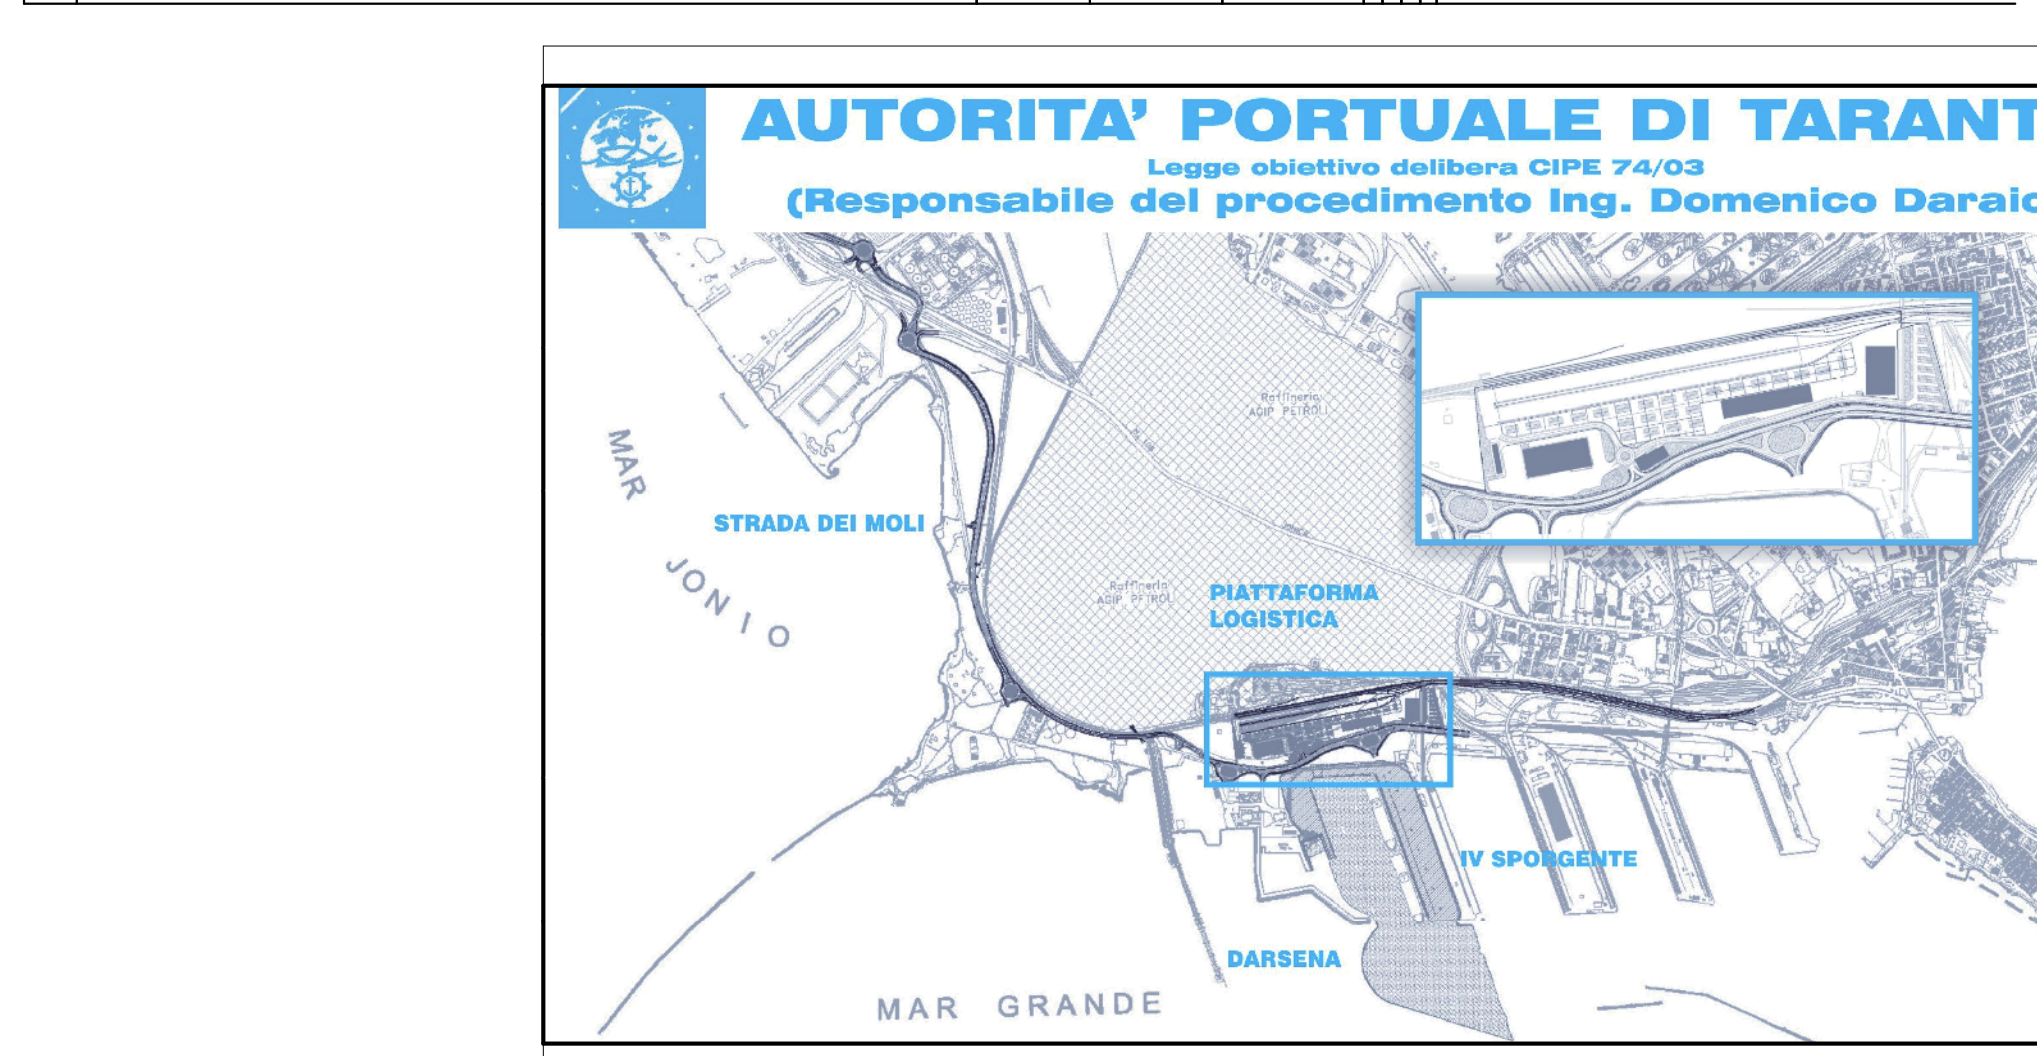 AUTORITA' PORTUALE DI TARANT
Legge obiettivo delibera CIPE 74/03
(Responsabile del procedimento Ing. Domenico Daraio
Raffineria
AGIP PETROLI
MAR
STRADA DEI MOLI
JONIO
Raffineria
AGIP PETROL
PIATTAFORMA
LOGISTICA
IV SPORGENTE
DARSENA
MAR GRANDE